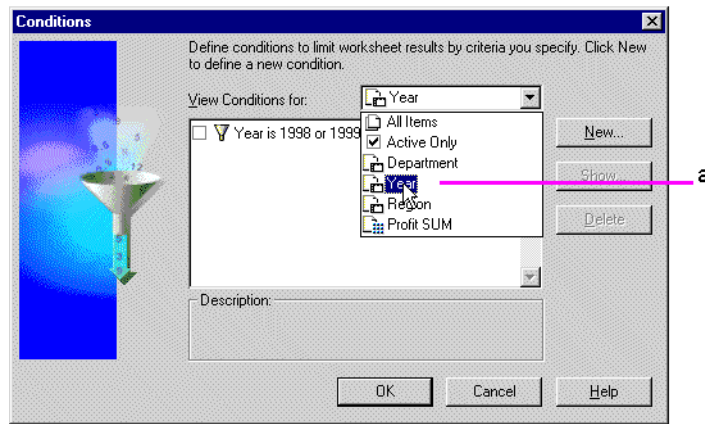 Conditions
Define conditions to limit worksheet results by criteria you specify. Click New
to define a new condition.
View Conditions for:
Year
Year is 1998 or 1999
All Items
Active Only
Department
Year
Region
Profit SUM
New...
Show...
Delete
a
Description:
OK
Cancel
Help